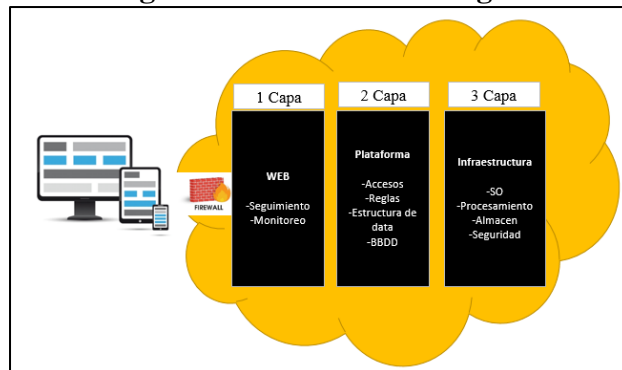 1 Capa
2 Capa
3 Capa
FIREWALL
WEB
-Seguimiento
-Monitoreo
Plataforma
-Accesos
-Reglas
-Estructura de
data
-BBDD
Infraestructura
-SO
-Procesamiento
-Almacen
-Seguridad